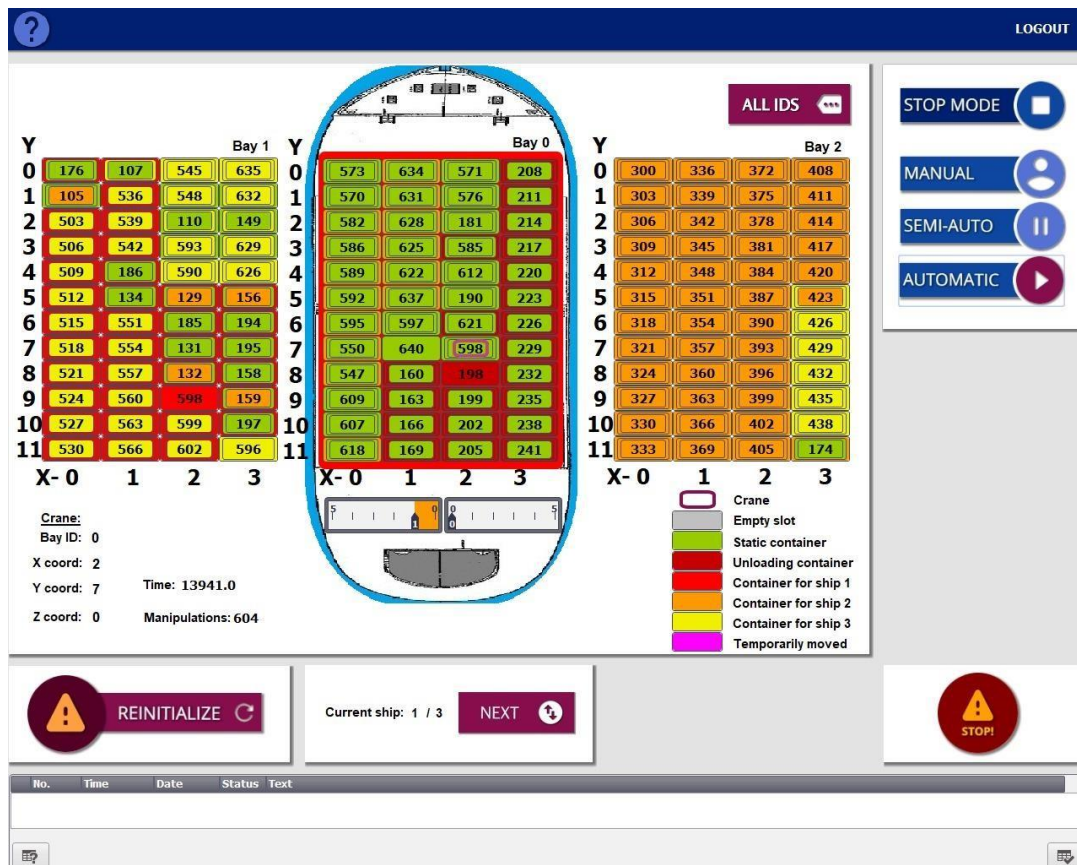 ?
LOGOUT
ALL IDS
STOP MODE
MANUAL
SEMI-AUTO
AUTOMATIC
Y Bay 1 Y Bay 0 Y Bay 2
0 176 107 545 635 0 573 634 571 208 0 300 336 372 408
1 105 536 548 632 1 570 631 576 211 1 303 339 375 411
2 503 539 110 149 2 582 628 181 214 2 306 342 378 414
3 506 542 593 629 3 586 625 585 217 3 309 345 381 417
4 509 186 590 626 4 589 622 612 220 4 312 348 384 420
5 512 134 129 156 5 592 637 190 223 5 315 351 387 423
6 515 551 185 194 6 595 597 621 226 6 318 354 390 426
7 518 554 131 195 7 550 640 598 229 7 321 357 393 429
8 521 557 132 158 8 547 160 198 232 8 324 360 396 432
9 524 560 598 159 9 609 163 199 235 9 327 363 399 435
10 527 563 599 197 10 607 166 202 238 10 330 366 402 438
11 530 566 602 596 11 618 169 205 241 11 333 369 405 174
X- 0 1 2 3 X- 0 1 2 3 X- 0 1 2 3
5 0 0 5
1 0
Crane:
Bay ID: 0
X coord: 2
Y coord: 7 Time: 13941.0
Z coord: 0 Manipulations: 604
Crane
Empty slot
Static container
Unloading container
Container for ship 1
Container for ship 2
Container for ship 3
Temporarily moved
REINITIALIZE
Current ship: 1 / 3 NEXT
STOP!
No. Time Date Status Text
?